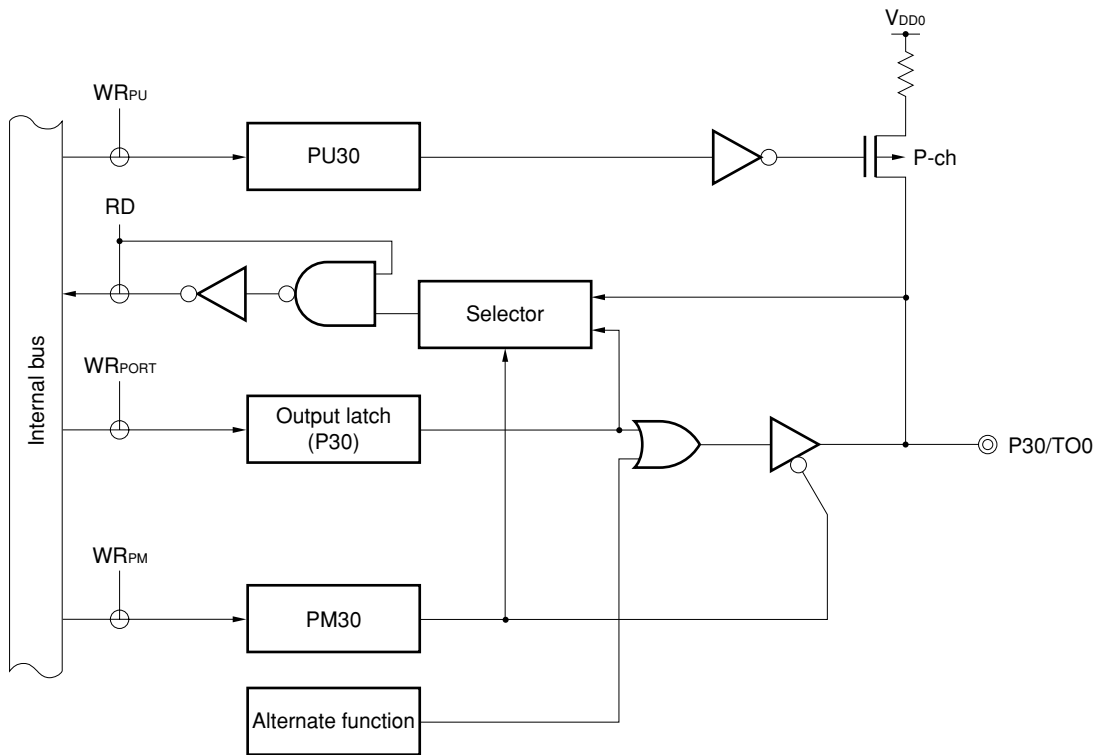 VDD0
WRPU
PU30
P-ch
RD
Selector
Internal bus
WRPORT
Output latch
(P30)
P30/TO0
WRPM
PM30
Alternate function